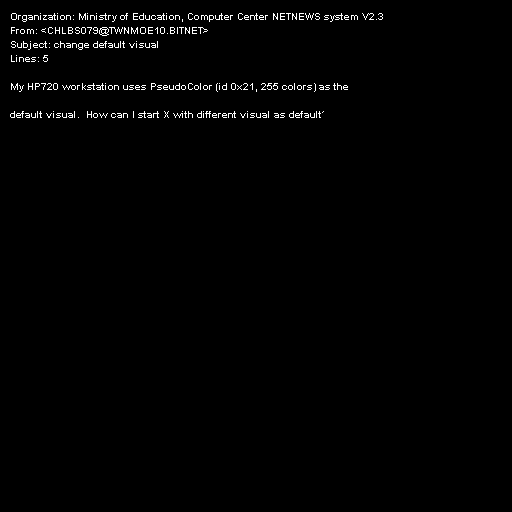 Organization: Ministry of Education, Computer Center NETNEWS system V2.3
From: <CHLBS079@TWNMOE10.BITNET>
Subject: change default visual
Lines: 5
My HP720 workstation uses PseudoColor (id 0x21, 255 colors) as the
default visual.  How can I start X with different visual as default'